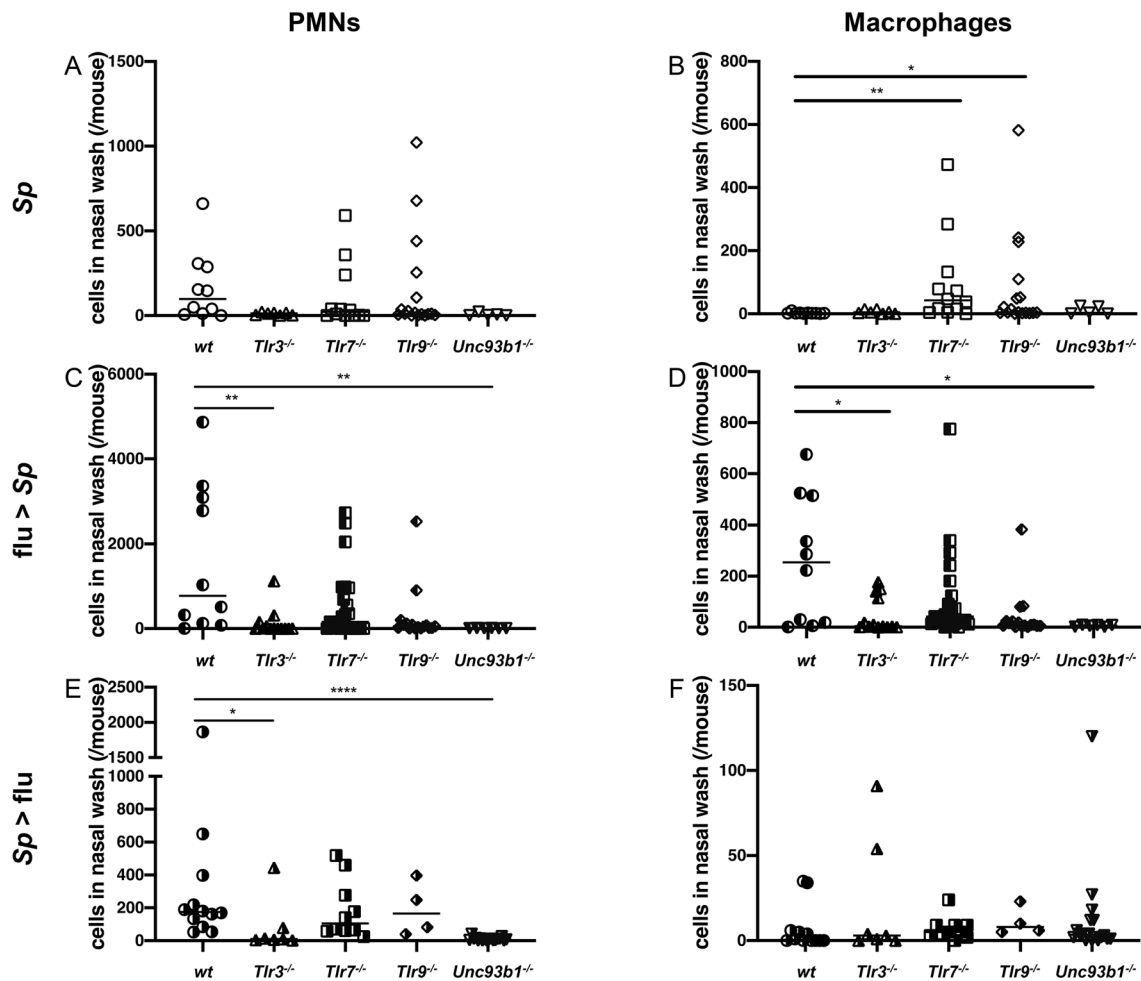 PMNs
Macrophages
Sp
A
cells in nasal wash (/mouse)
1500
1000
500
0
wt
Tlr3-/-
Tlr7-/-
Tlr9-/-
Unc93b1-/-
B
cells in nasal wash (/mouse)
800
600
400
200
0
*
**
wt
Tlr3-/-
Tlr7-/-
Tlr9-/-
Unc93b1-/-
flu > Sp
C
cells in nasal wash (/mouse)
6000
4000
2000
0
**
**
wt
Tlr3-/-
Tlr7-/-
Tlr9-/-
Unc93b1-/-
D
cells in nasal wash (/mouse)
1000
800
600
400
200
0
*
*
wt
Tlr3-/-
Tlr7-/-
Tlr9-/-
Unc93b1-/-
Sp > flu
E
cells in nasal wash (/mouse)
2500
2000
1500
1000
800
600
400
200
0
****
*
wt
Tlr3-/-
Tlr7-/-
Tlr9-/-
Unc93b1-/-
F
cells in nasal wash (/mouse)
150
100
50
0
wt
Tlr3-/-
Tlr7-/-
Tlr9-/-
Unc93b1-/-